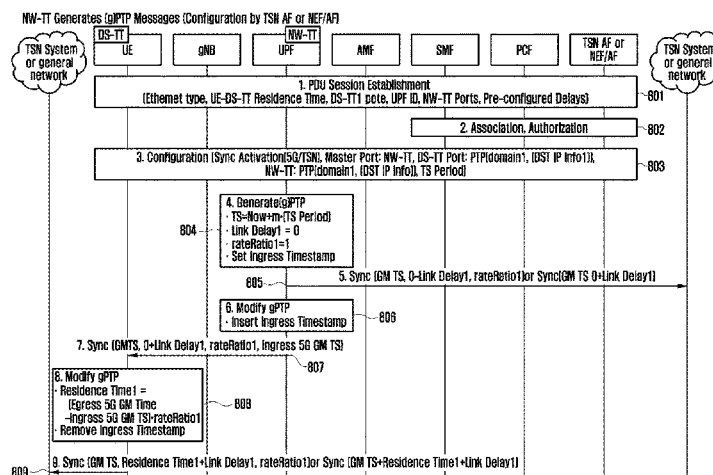 NW-TT Generates (g)PTP Messages (Configuration by TSN AF or NEF/AF)
TSN System
or general
network
DS-TT
UE
gNB
NW-TT
UPF
AMF
SMF
PCF
TSN AF or
NEF/AF
TSN System
or general
network
1. PDU Session Establishment
(Ethemet type, UE-DS-TT Residence Time, DS-TT1 pote, UPF ID, NW-TT Ports, Pre-configured Delays)
801
2. Association, Authorization
802
3. Configuration (Sync Activation(5G/TSN), Master Port: NW-TT, DS-TT Port: PTP(domain1, (DST IP Info1)),
NW-TT: PTP(domain1, (DST IP Info)), TS Period)
803
4. Generate(g)PTP
· TS=Now+m·(TS Period)
· Link Delay1 = 0
· rateRatio1=1
· Set Ingress Timestamp
804
5. Sync (GM TS, 0-Link Delay1, rateRatio1)or Sync(GM TS 0+Link Delay1)
805
6. Modify gPTP
· Insert Ingress Timestamp
806
7. Sync (GMTS, 0+Link Delay1, rateRatio1, Ingress 5G GM TS)
807
8. Modify gPTP
· Residence Time1 =
(Egress 5G GM Time
-Ingress 5G GM TS)·rateRatio1
· Remove Ingress Timestamp
808
9. Sync (GM TS, Residence Time1+Link Delay1, rateRatio1)or Sync (GM TS+Residence Time1+Link Delay1)
809